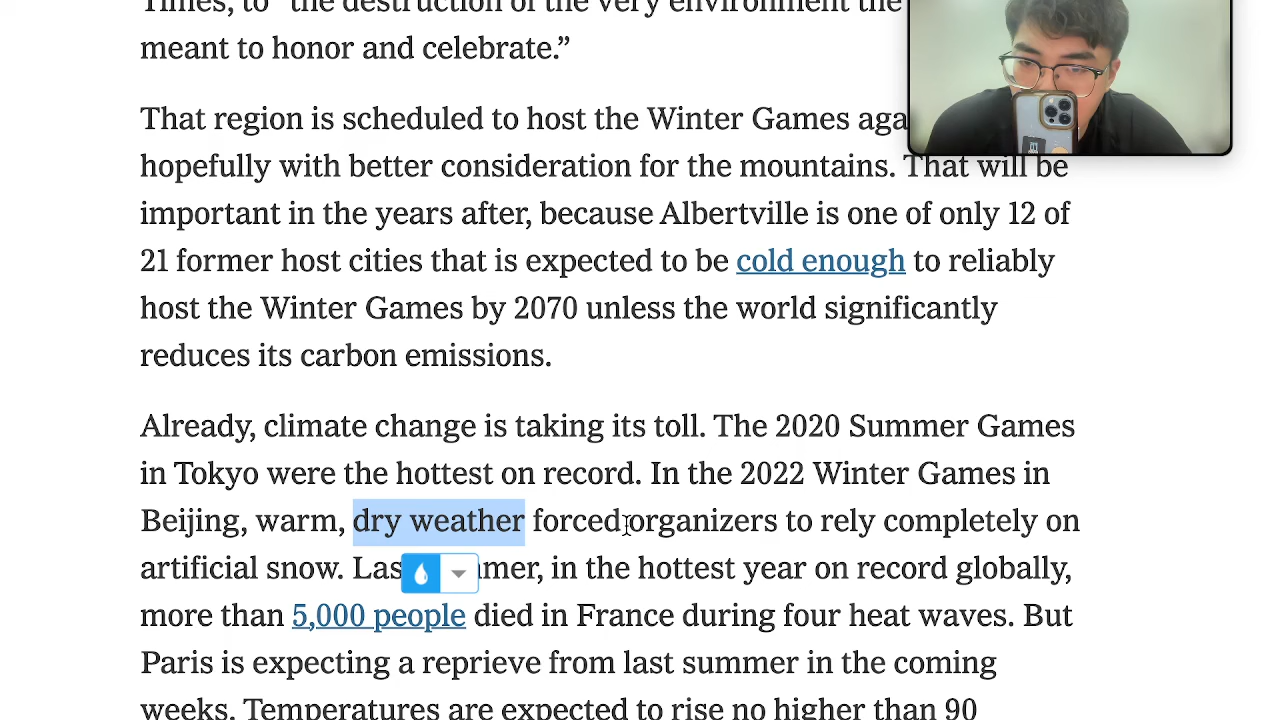 Times, to “the destruction of the very environment the
meant to honor and celebrate.”
That region is scheduled to host the Winter Games aga
hopefully with better consideration for the mountains. That will be
important in the years after, because Albertville is one of only 12 of
21 former host cities that is expected to be cold enough to reliably
host the Winter Games by 2070 unless the world significantly
reduces its carbon emissions.
Already, climate change is taking its toll. The 2020 Summer Games
in Tokyo were the hottest on record. In the 2022 Winter Games in
Beijing, warm, dry weather forced organizers to rely completely on
artificial snow. Las mer, in the hottest year on record globally,
more than 5,000 people died in France during four heat waves. But
Paris is expecting a reprieve from last summer in the coming
weeks. Temperatures are expected to rise no higher than 90